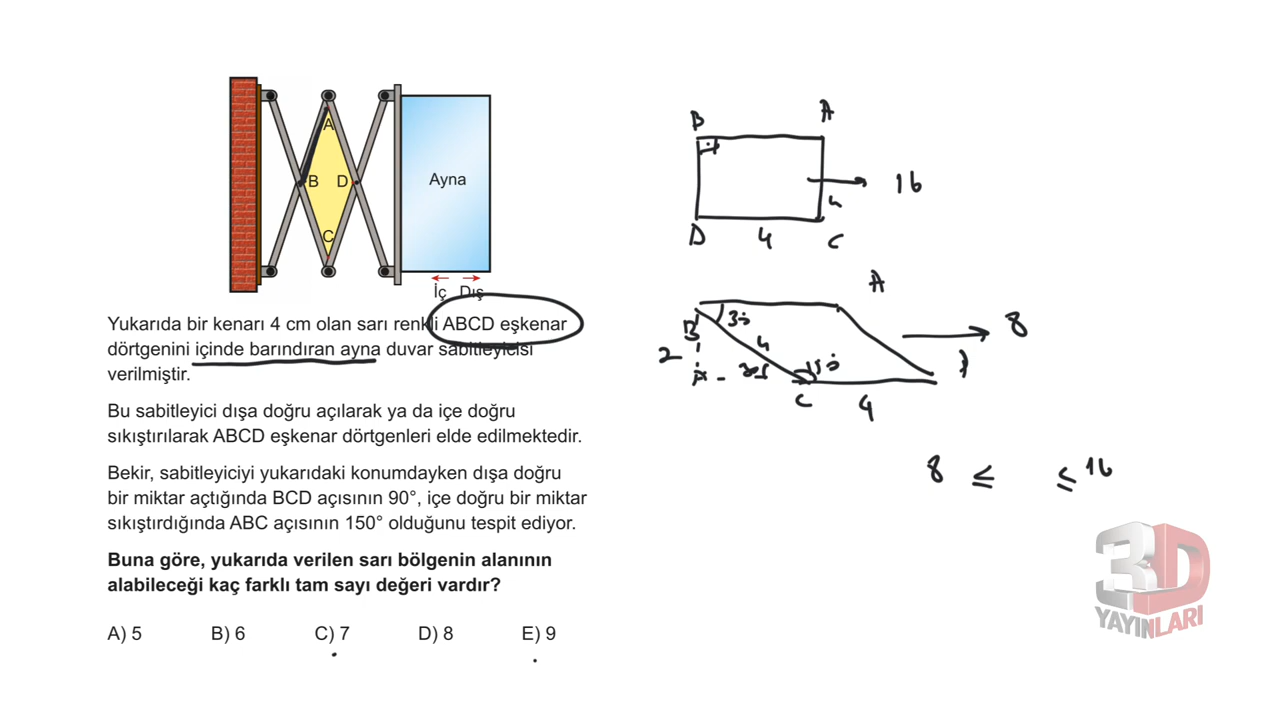 A
B D
C
Ayna
İç Dış
Yukarıda bir kenarı 4 cm olan sarı renkli ABCD eşkenar
dörtgenini içinde barındıran ayna duvar sabitleyicisi
verilmiştir.
Bu sabitleyici dışa doğru açılarak ya da içe doğru
sıkıştırılarak ABCD eşkenar dörtgenleri elde edilmektedir.
Bekir, sabitleyiciyi yukarıdaki konumdayken dışa doğru
bir miktar açtığında BCD açısının 90°, içe doğru bir miktar
sıkıştırdığında ABC açısının 150° olduğunu tespit ediyor.
Buna göre, yukarıda verilen sarı bölgenin alanının
alabileceği kaç farklı tam sayı değeri vardır?
A) 5 B) 6 C) 7 D) 8 E) 9
B A
16
4
D 4 C
A
B 30 8
2 4
30
C 4
8 ≤ ≤ 16
3D
YAYINLARI